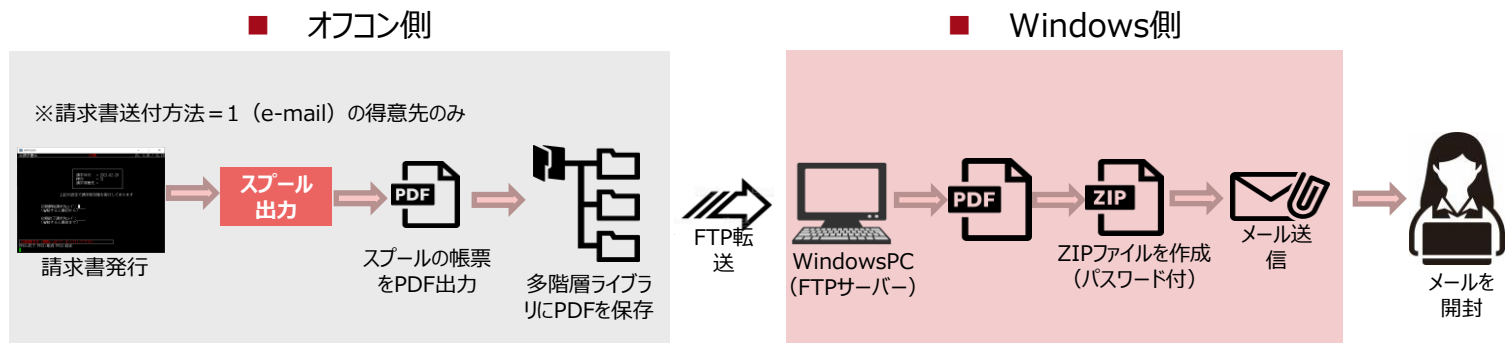 ■ オフコン側
■ Windows側
※請求書送付方法＝1（e-mail）の得意先のみ
請求書発行
スプール
出力
PDF
スプールの帳票
をPDF出力
多階層ライブラ
リにPDFを保存
FTP転
送
WindowsPC
（FTPサーバー）
PDF
ZIP
ZIPファイルを作成
（パスワード付）
メール送
信
メールを
開封